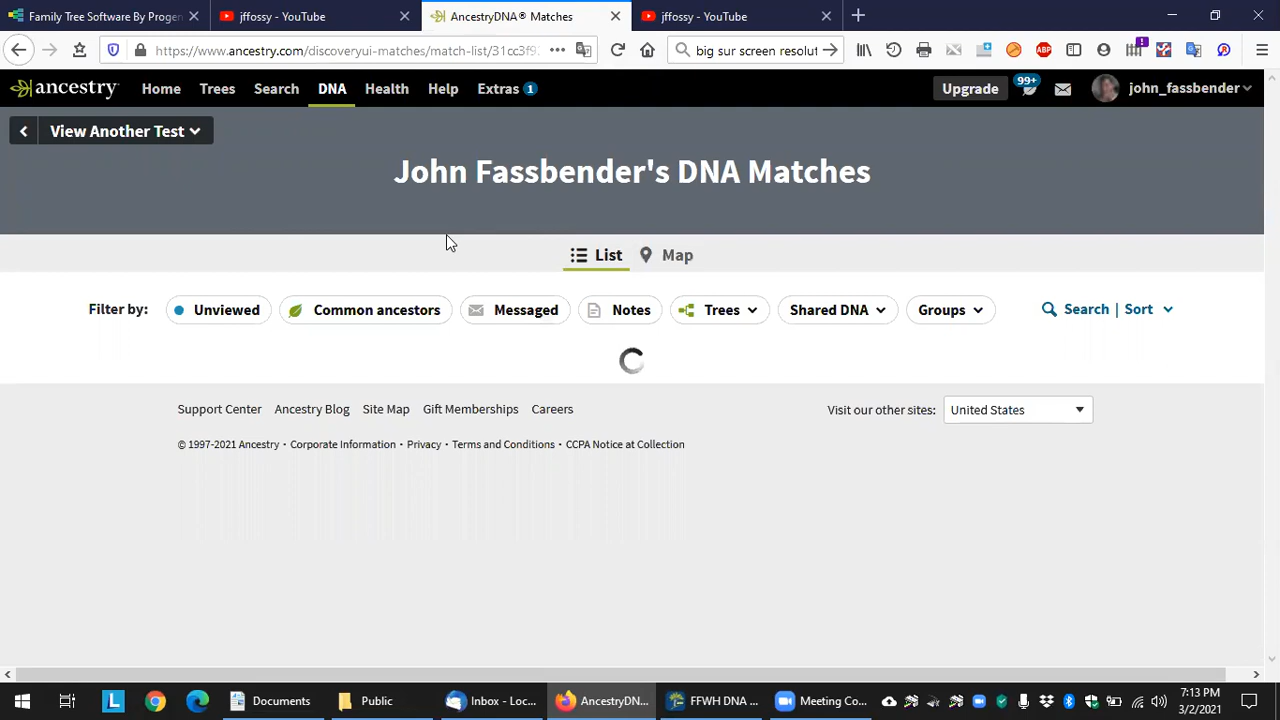 Family Tree Software By Progen
jffossy - YouTube
AncestryDNA® Matches
jffossy - YouTube
https://www.ancestry.com/discoveryui-matches/match-list/31cc3f9
big sur screen resolut
ABP
ancestry
Home
Trees
Search
DNA
Health
Help
Extras 1
Upgrade
99+
john_fassbender
View Another Test
John Fassbender's DNA Matches
List
Map
Filter by:
Unviewed
Common ancestors
Messaged
Notes
Trees
Shared DNA
Groups
Search | Sort
Support Center
Ancestry Blog
Site Map
Gift Memberships
Careers
Visit our other sites:
United States
© 1997-2021 Ancestry · Corporate Information · Privacy · Terms and Conditions · CCPA Notice at Collection
L
Documents
Public
Inbox - Loc...
AncestryDN...
FFWH DNA ...
Meeting Co...
7:13 PM
3/2/2021